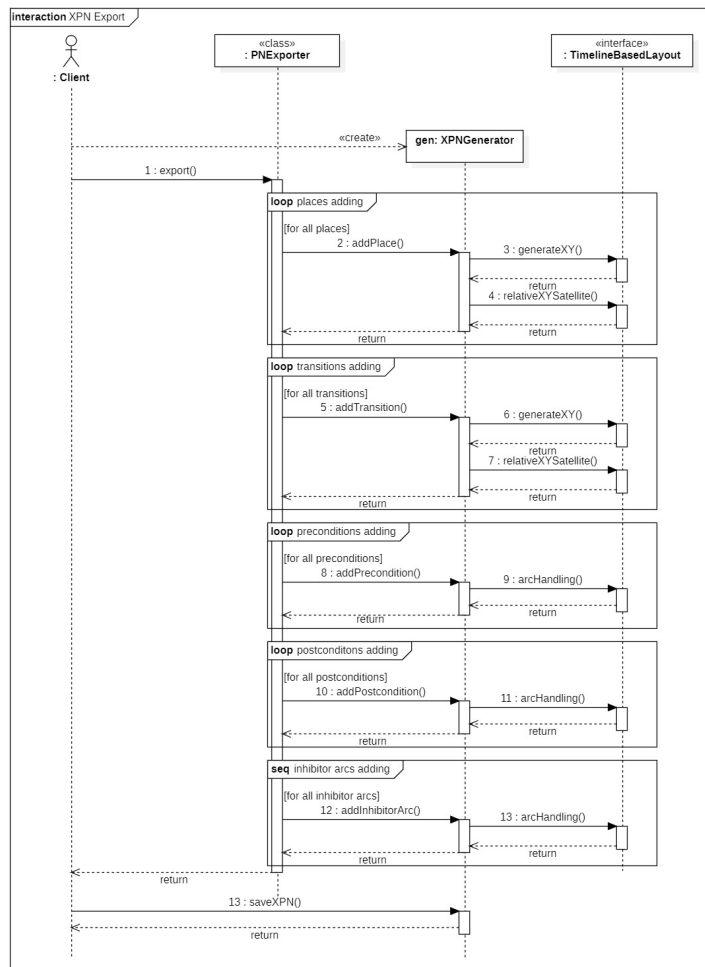 interaction XPN Export
«class»
: PNExporter
«interface»
: TimelineBasedLayout
: Client
«create»
gen: XPNGenerator
1 : export()
loop places adding
[for all places]
2 : addPlace()
3 : generateXY()
return
4 : relativeXYSatellite()
return
return
loop transitions adding
[for all transitions]
5 : addTransition()
6 : generateXY()
return
7 : relativeXYSatellite()
return
return
loop preconditions adding
[for all preconditions]
8 : addPrecondition()
9 : arcHandling()
return
return
loop postconditons adding
[for all postconditions]
10 : addPostcondition()
11 : arcHandling()
return
return
seq inhibitor arcs adding
[for all inhibitor arcs]
12 : addInhibitorArc()
13 : arcHandling()
return
return
return
13 : saveXPN()
return